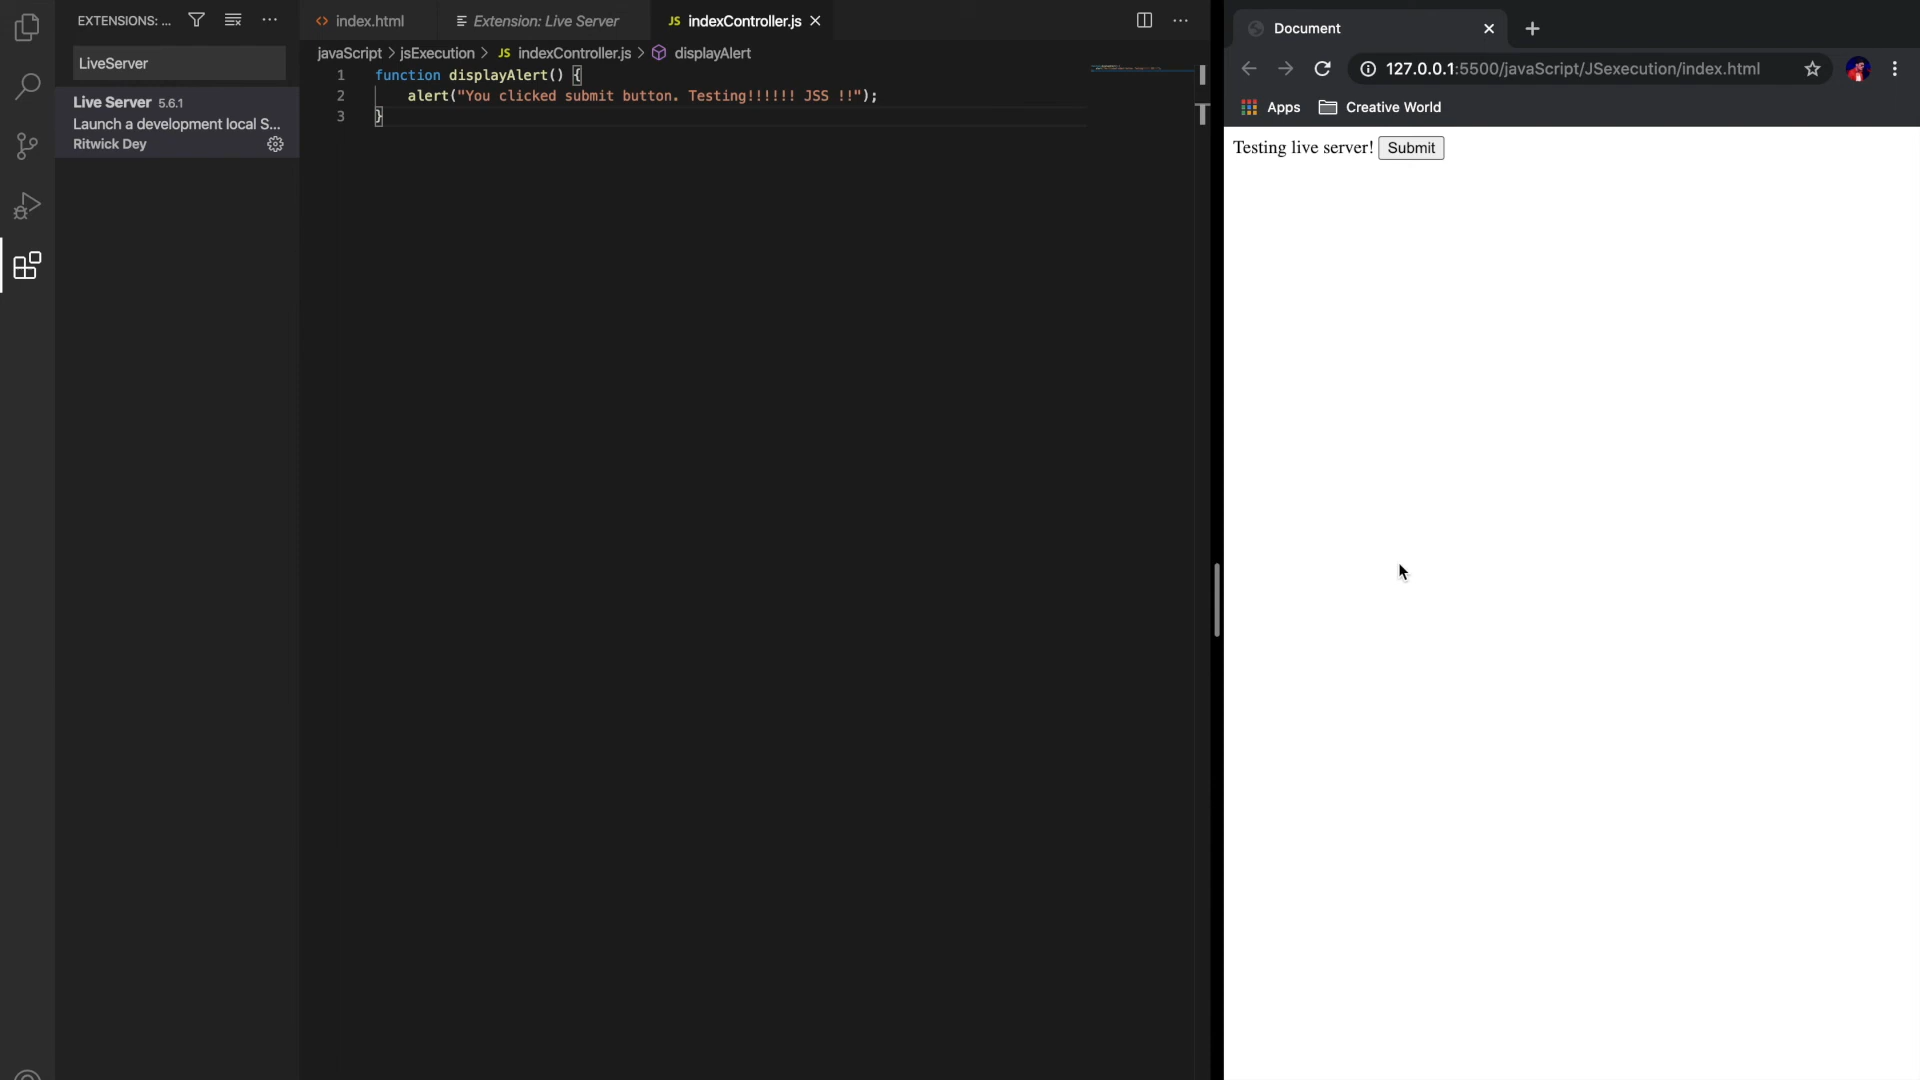 EXTENSIONS: ...
LiveServer
Live Server 5.6.1
Launch a development local S...
Ritwick Dey
<> index.html
Extension: Live Server
JS indexController.js
javaScript > jsExecution > JS indexController.js > displayAlert
1 function displayAlert() {
2 alert("You clicked submit button. Testing!!!!!! JSS !!");
3 }
Document
127.0.0.1:5500/javaScript/JSexecution/index.html
Apps Creative World
Testing live server! Submit